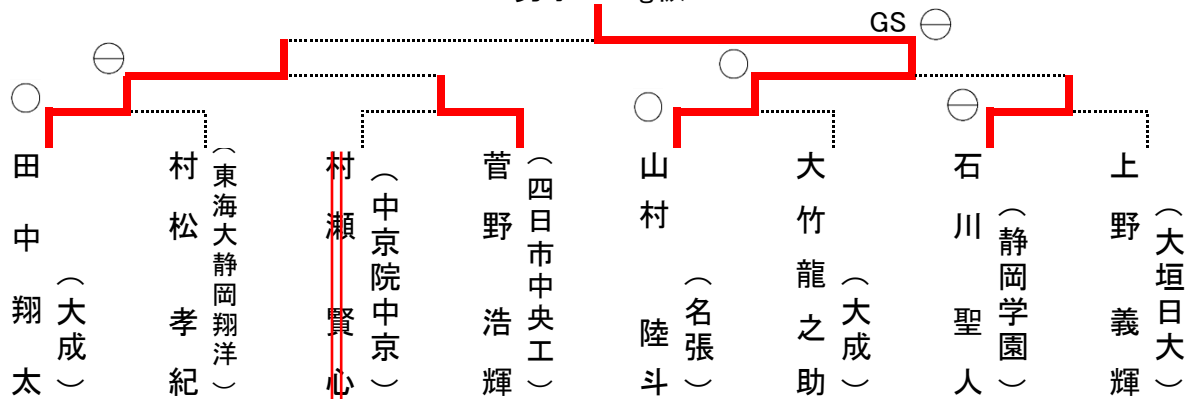 GS
田中翔太
（大成）
村松孝紀
（東海大静岡翔洋）
村瀬賢心
（中京院中京）
菅野浩輝
（四日市中央工）
山村陸斗
（名張）
大竹龍之助
（大成）
石川聖人
（静岡学園）
上野義輝
（大垣日大）